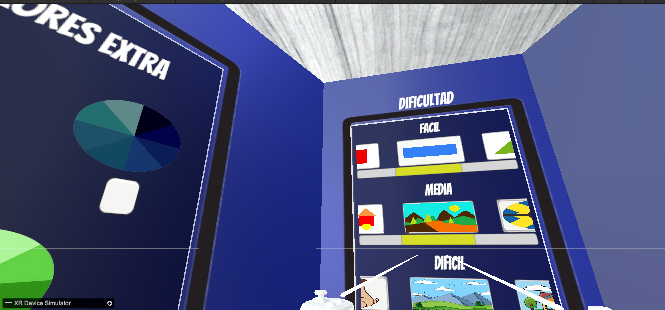 ORES EXTRA
DIFICULTAD
FACIL
MEDIA
DIFICIL
XR Device Simulator